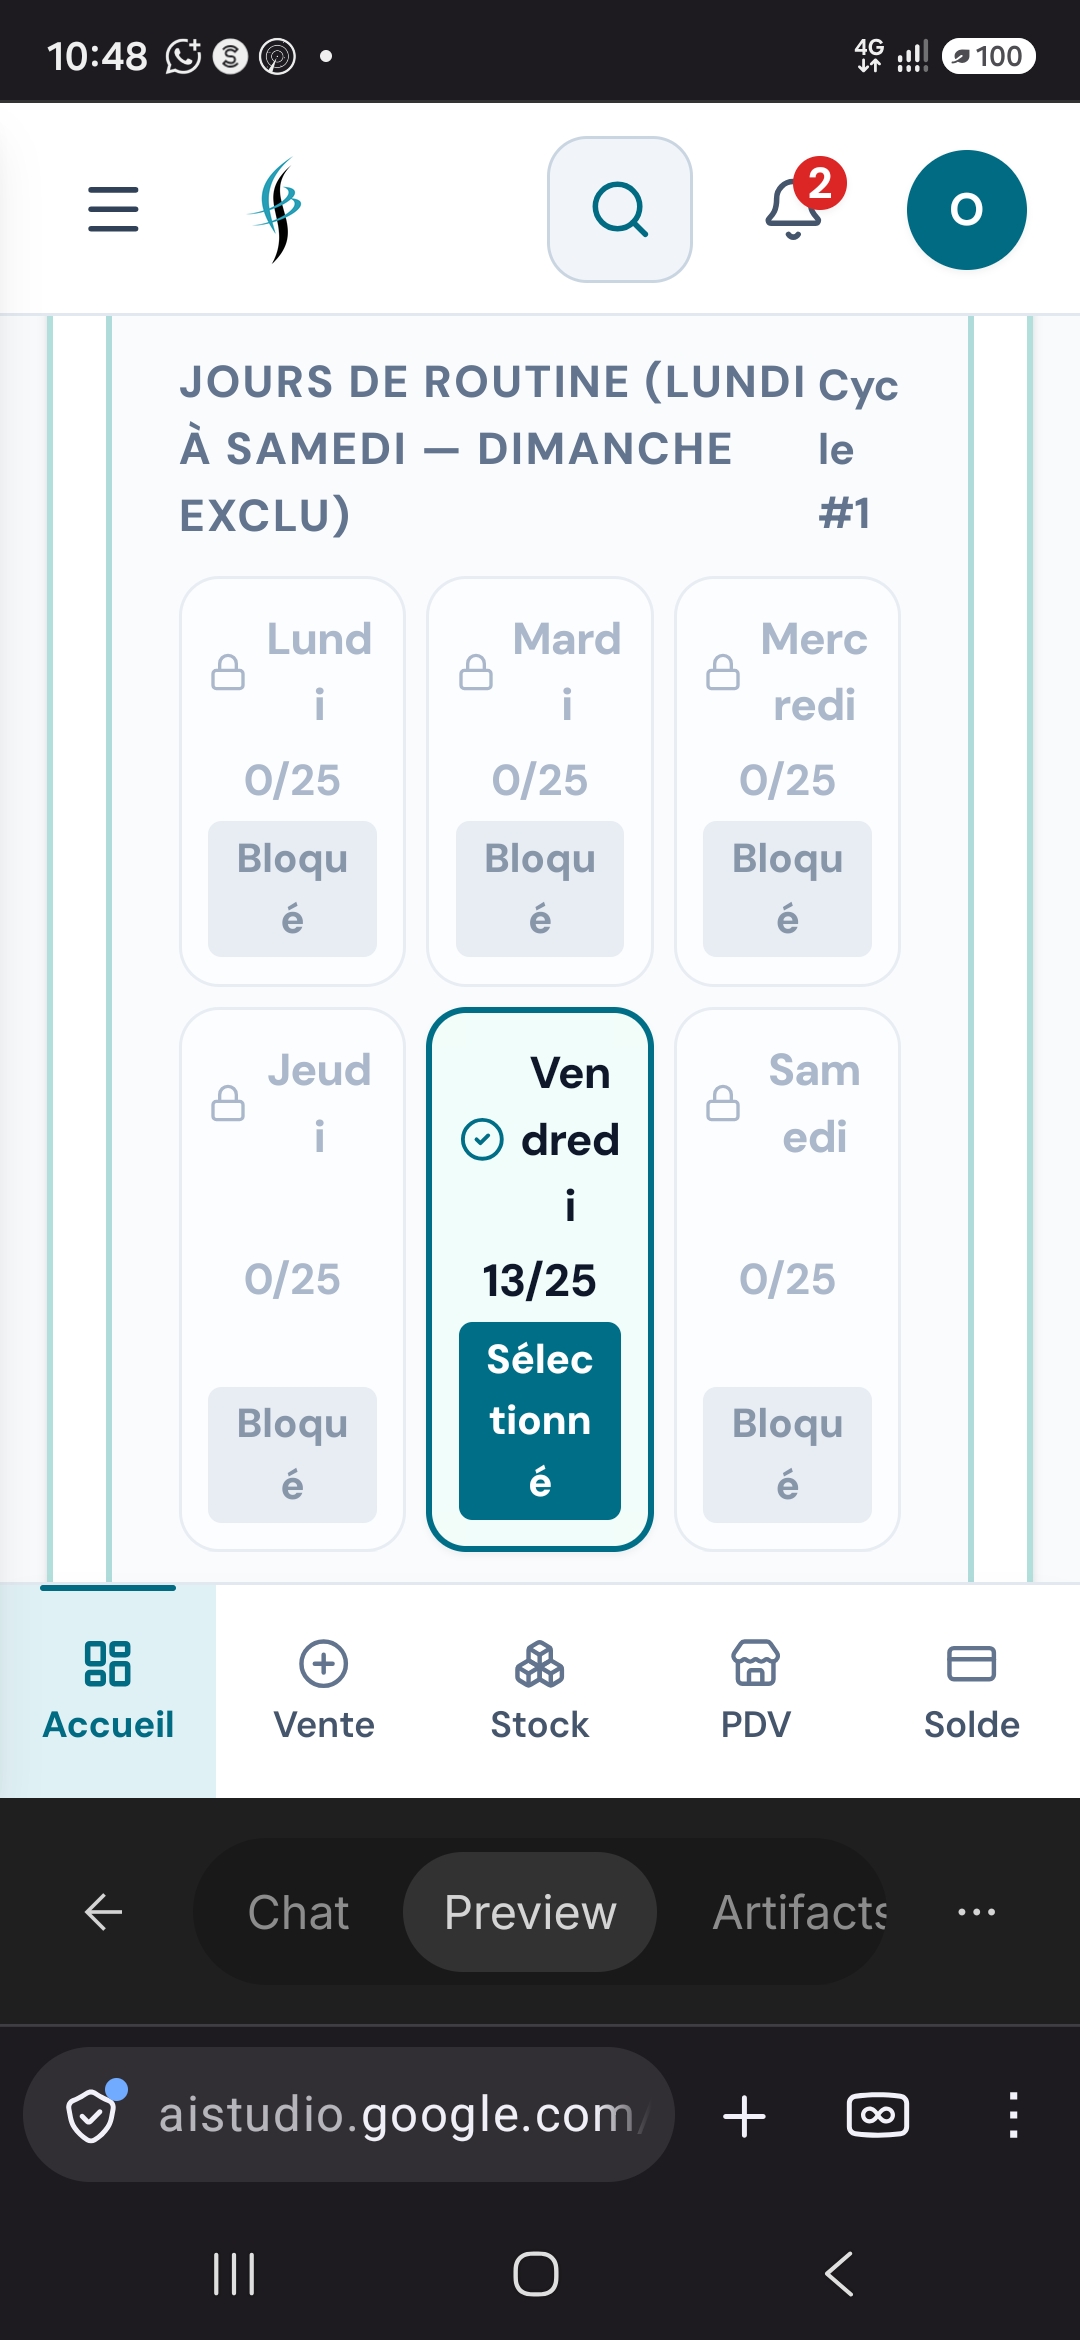 10:48
4G
100
2
O
JOURS DE ROUTINE (LUNDI
À SAMEDI — DIMANCHE
EXCLU)
Cyc
le
#1
Lund
i
0/25
Bloqu
é
Mard
i
0/25
Bloqu
é
Merc
redi
0/25
Bloqu
é
Jeud
i
0/25
Bloqu
é
Ven
dred
i
13/25
Sélec
tionn
é
Sam
edi
0/25
Bloqu
é
Accueil
Vente
Stock
PDV
Solde
Chat
Preview
Artifacts
aistudio.google.com/